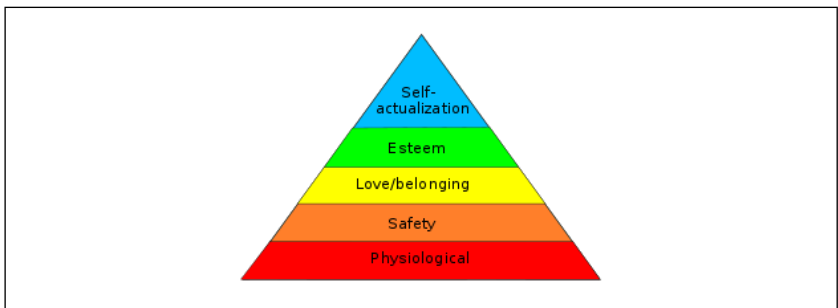 Self-
actualization
Esteem
Love/belonging
Safety
Physiological